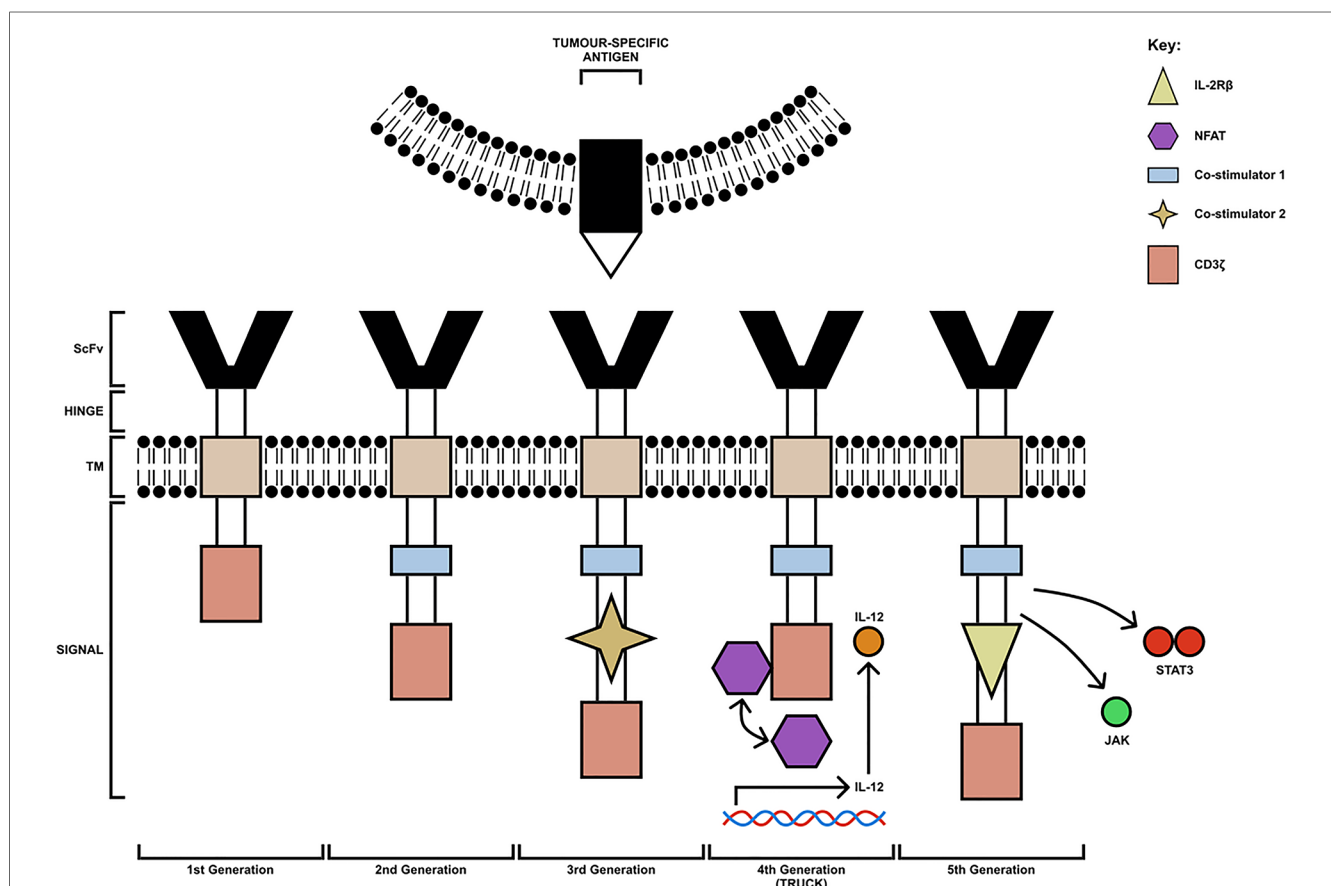 TUMOUR-SPECIFIC
ANTIGEN
Key:
IL-2Rβ
NFAT
Co-stimulator 1
Co-stimulator 2
CD3ζ
ScFv
HINGE
TM
SIGNAL
IL-12
STAT3
JAK
IL-12
1st Generation
2nd Generation
3rd Generation
4th Generation
(TRUCK)
5th Generation